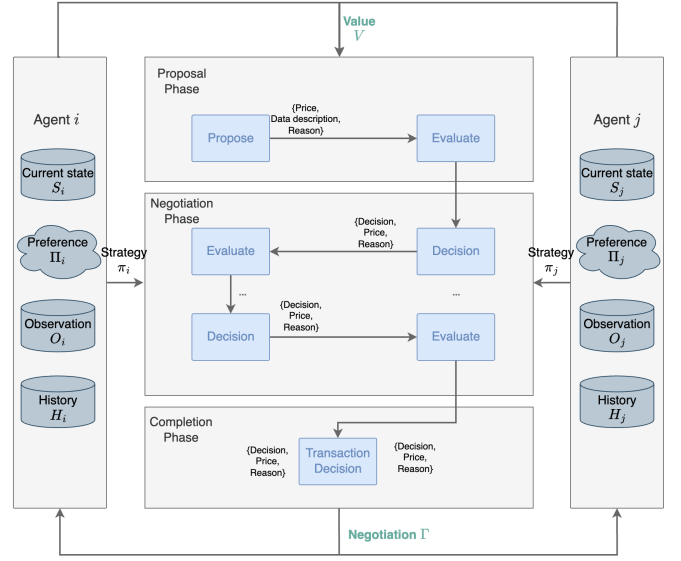 Value
V
Agent i
Current state
S_i
Preference
Π_i
Observation
O_i
History
H_i
Strategy
π_i
Proposal
Phase
Propose
{Price,
Data description,
Reason}
Evaluate
Negotiation
Phase
Evaluate
{Decision,
Price,
Reason}
Decision
...
...
Decision
{Decision,
Price,
Reason}
Evaluate
Completion
Phase
{Decision,
Price,
Reason}
Transaction
Decision
{Decision,
Price,
Reason}
Strategy
π_j
Agent j
Current state
S_j
Preference
Π_j
Observation
O_j
History
H_j
Negotiation Γ